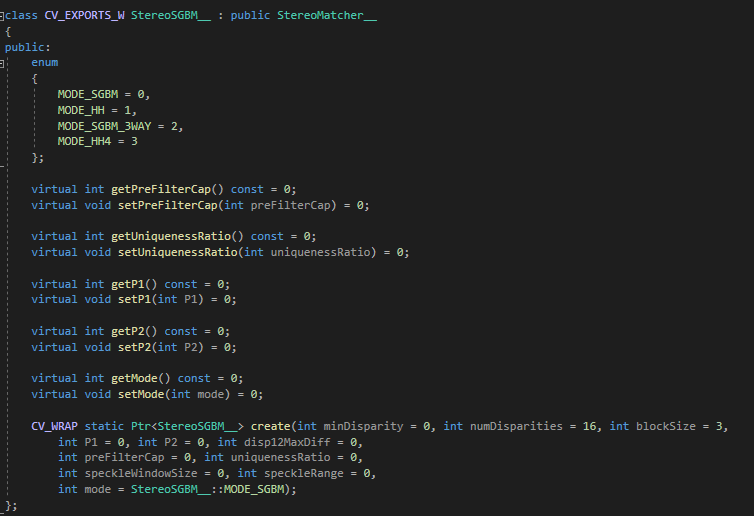 class CV_EXPORTS_W StereoSGBM__ : public StereoMatcher__
{
public:
    enum
    {
        MODE_SGBM = 0,
        MODE_HH = 1,
        MODE_SGBM_3WAY = 2,
        MODE_HH4 = 3
    };

    virtual int getPreFilterCap() const = 0;
    virtual void setPreFilterCap(int preFilterCap) = 0;

    virtual int getUniquenessRatio() const = 0;
    virtual void setUniquenessRatio(int uniquenessRatio) = 0;

    virtual int getP1() const = 0;
    virtual void setP1(int P1) = 0;

    virtual int getP2() const = 0;
    virtual void setP2(int P2) = 0;

    virtual int getMode() const = 0;
    virtual void setMode(int mode) = 0;

    CV_WRAP static Ptr<StereoSGBM__> create(int minDisparity = 0, int numDisparities = 16, int blockSize = 3,
        int P1 = 0, int P2 = 0, int disp12MaxDiff = 0,
        int preFilterCap = 0, int uniquenessRatio = 0,
        int speckleWindowSize = 0, int speckleRange = 0,
        int mode = StereoSGBM__::MODE_SGBM);
};